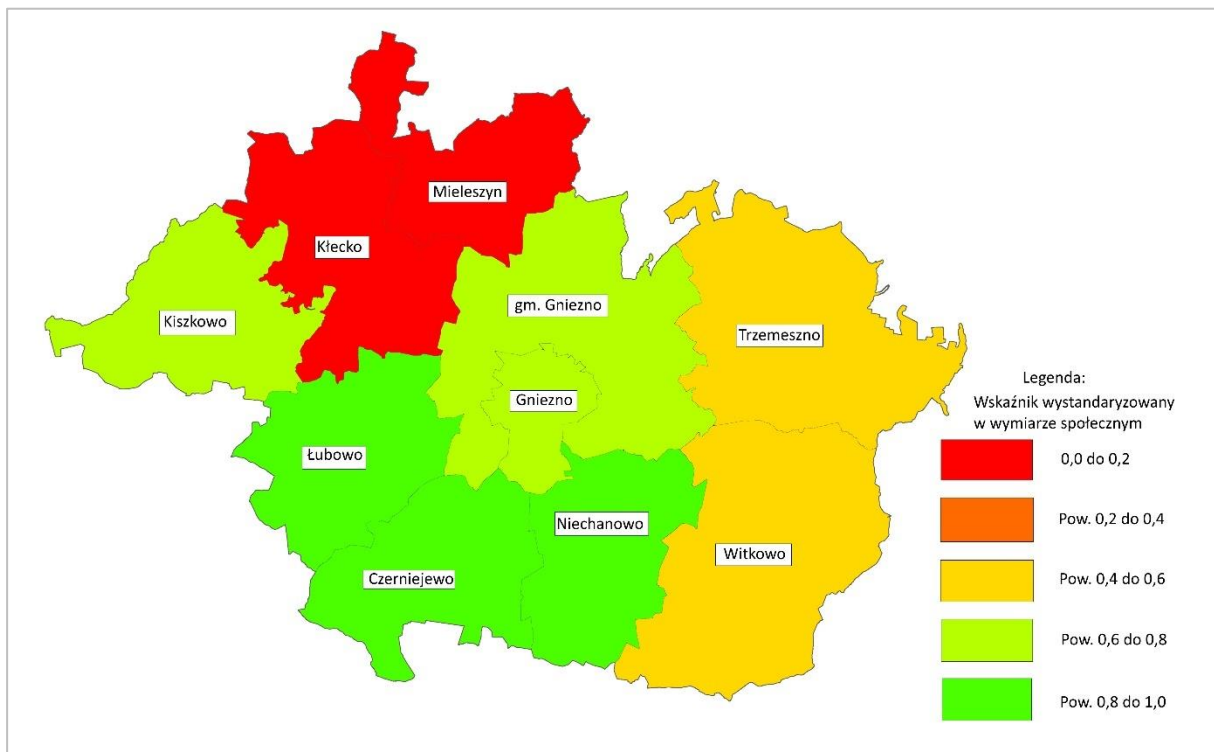 Mieleszyn
Kłecko
gm. Gniezno
Kiszkowo
Trzemeszno
Gniezno
Łubowo
Niechanowo
Witkowo
Czerniejewo
Legenda:
Wskaźnik wystandaryzowany
w wymiarze społecznym
0,0 do 0,2
Pow. 0,2 do 0,4
Pow. 0,4 do 0,6
Pow. 0,6 do 0,8
Pow. 0,8 do 1,0